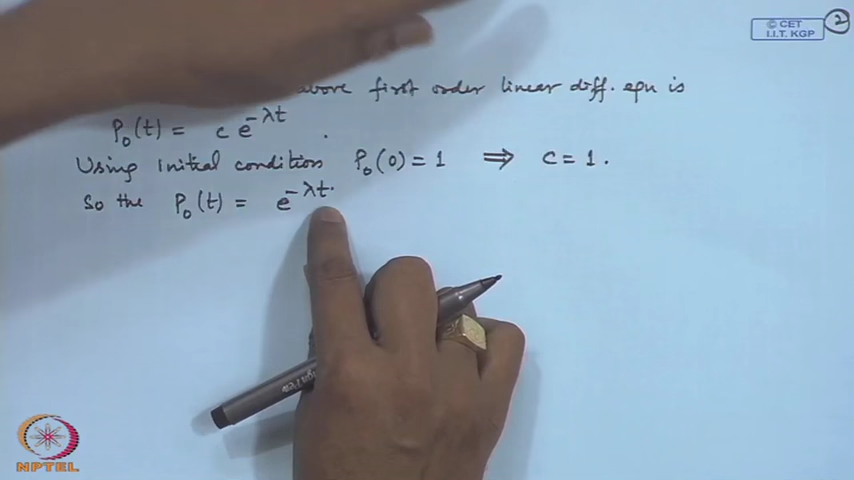 © CET
I.I.T. KGP
2
above first order linear diff. eqn is
P₀(t) = c e^{-λt}.
Using initial condition P₀(0) = 1 ⇒ c = 1.
So the P₀(t) = e^{-λt}.
NPTEL